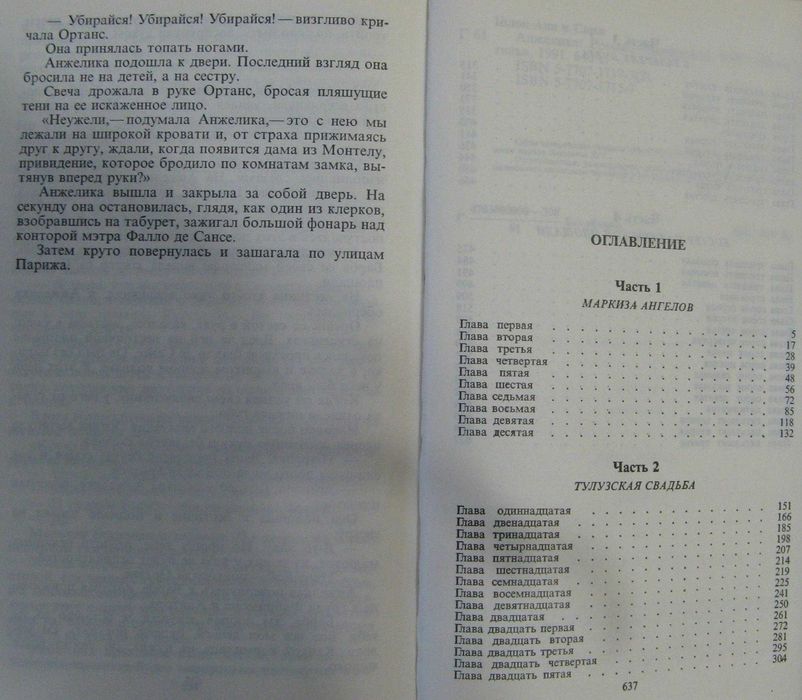 — Убирайся! Убирайся! Убирайся! — визгливо кри-
чала Ортанс.
Она принялась топать ногами.
Анжелика подошла к двери. Последний взгляд она
бросила не на детей, а на сестру.
Свеча дрожала в руке Ортанс, бросая пляшущие
тени на ее искаженное лицо.
«Неужели,— подумала Анжелика,— это с нею мы
лежали на широкой кровати и, от страха прижимаясь
друг к другу, ждали, когда появится дама из Монтелу,
привидение, которое бродило по комнатам замка, вы-
тянув вперед руки?»
Анжелика вышла и закрыла за собой дверь. На
секунду она остановилась, глядя, как один из клерков,
взобравшись на табурет, зажигал большой фонарь над
конторой мэтра Фалло де Сансе.
Затем круто повернулась и зашагала по улицам
Парижа.
ОГЛАВЛЕНИЕ
Часть 1
МАРКИЗА АНГЕЛОВ
Глава первая . . . . . . . . . . . 5
Глава вторая . . . . . . . . . . . 17
Глава третья . . . . . . . . . . . 28
Глава четвертая . . . . . . . . . . . 39
Глава пятая . . . . . . . . . . . 48
Глава шестая . . . . . . . . . . . 56
Глава седьмая . . . . . . . . . . . 72
Глава восьмая . . . . . . . . . . . 85
Глава девятая . . . . . . . . . . . 118
Глава десятая . . . . . . . . . . . 132
Часть 2
ТУЛУЗСКАЯ СВАДЬБА
Глава одиннадцатая . . . . . . . . . 151
Глава двенадцатая . . . . . . . . . 166
Глава тринадцатая . . . . . . . . . 185
Глава четырнадцатая . . . . . . . . . 198
Глава пятнадцатая . . . . . . . . . 207
Глава шестнадцатая . . . . . . . . . 214
Глава семнадцатая . . . . . . . . . 219
Глава восемнадцатая . . . . . . . . . 225
Глава девятнадцатая . . . . . . . . . 241
Глава двадцатая . . . . . . . . . 250
Глава двадцать первая . . . . . . . . . 261
Глава двадцать вторая . . . . . . . . . 272
Глава двадцать третья . . . . . . . . . 281
Глава двадцать четвертая . . . . . . . . . 295
Глава двадцать пятая . . . . . . . . . 304
637